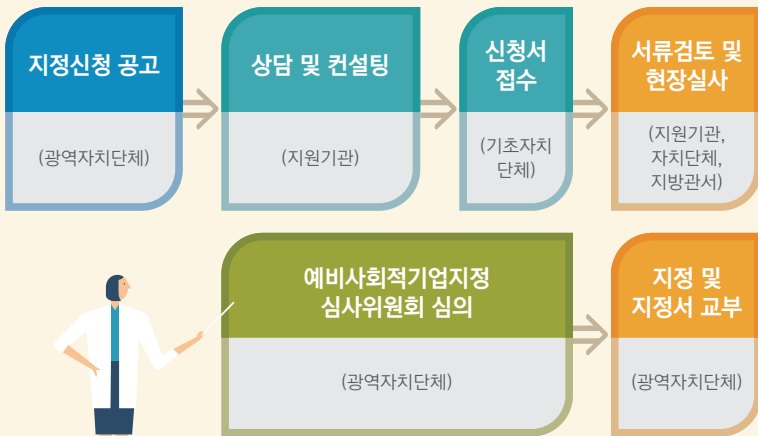 지정신청 공고
(광역자치단체)
상담 및 컨설팅
(지원기관)
신청서
접수
(기초자치
단체)
서류검토 및
현장실사
(지원기관,
자치단체,
지방관서)
예비사회적기업지정
심사위원회 심의
(광역자치단체)
지정 및
지정서 교부
(광역자치단체)